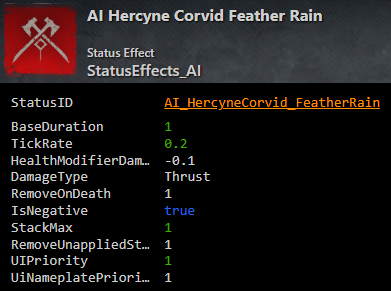 AI Hercyne Corvid Feather Rain
Status Effect
StatusEffects_AI
StatusID AI_HercyneCorvid_FeatherRain
BaseDuration 1
TickRate 0.2
HealthModifierDam... -0.1
DamageType Thrust
RemoveOnDeath 1
IsNegative true
StackMax 1
RemoveUnappliedSt... 1
UIPriority 1
UiNameplatePriori... 1